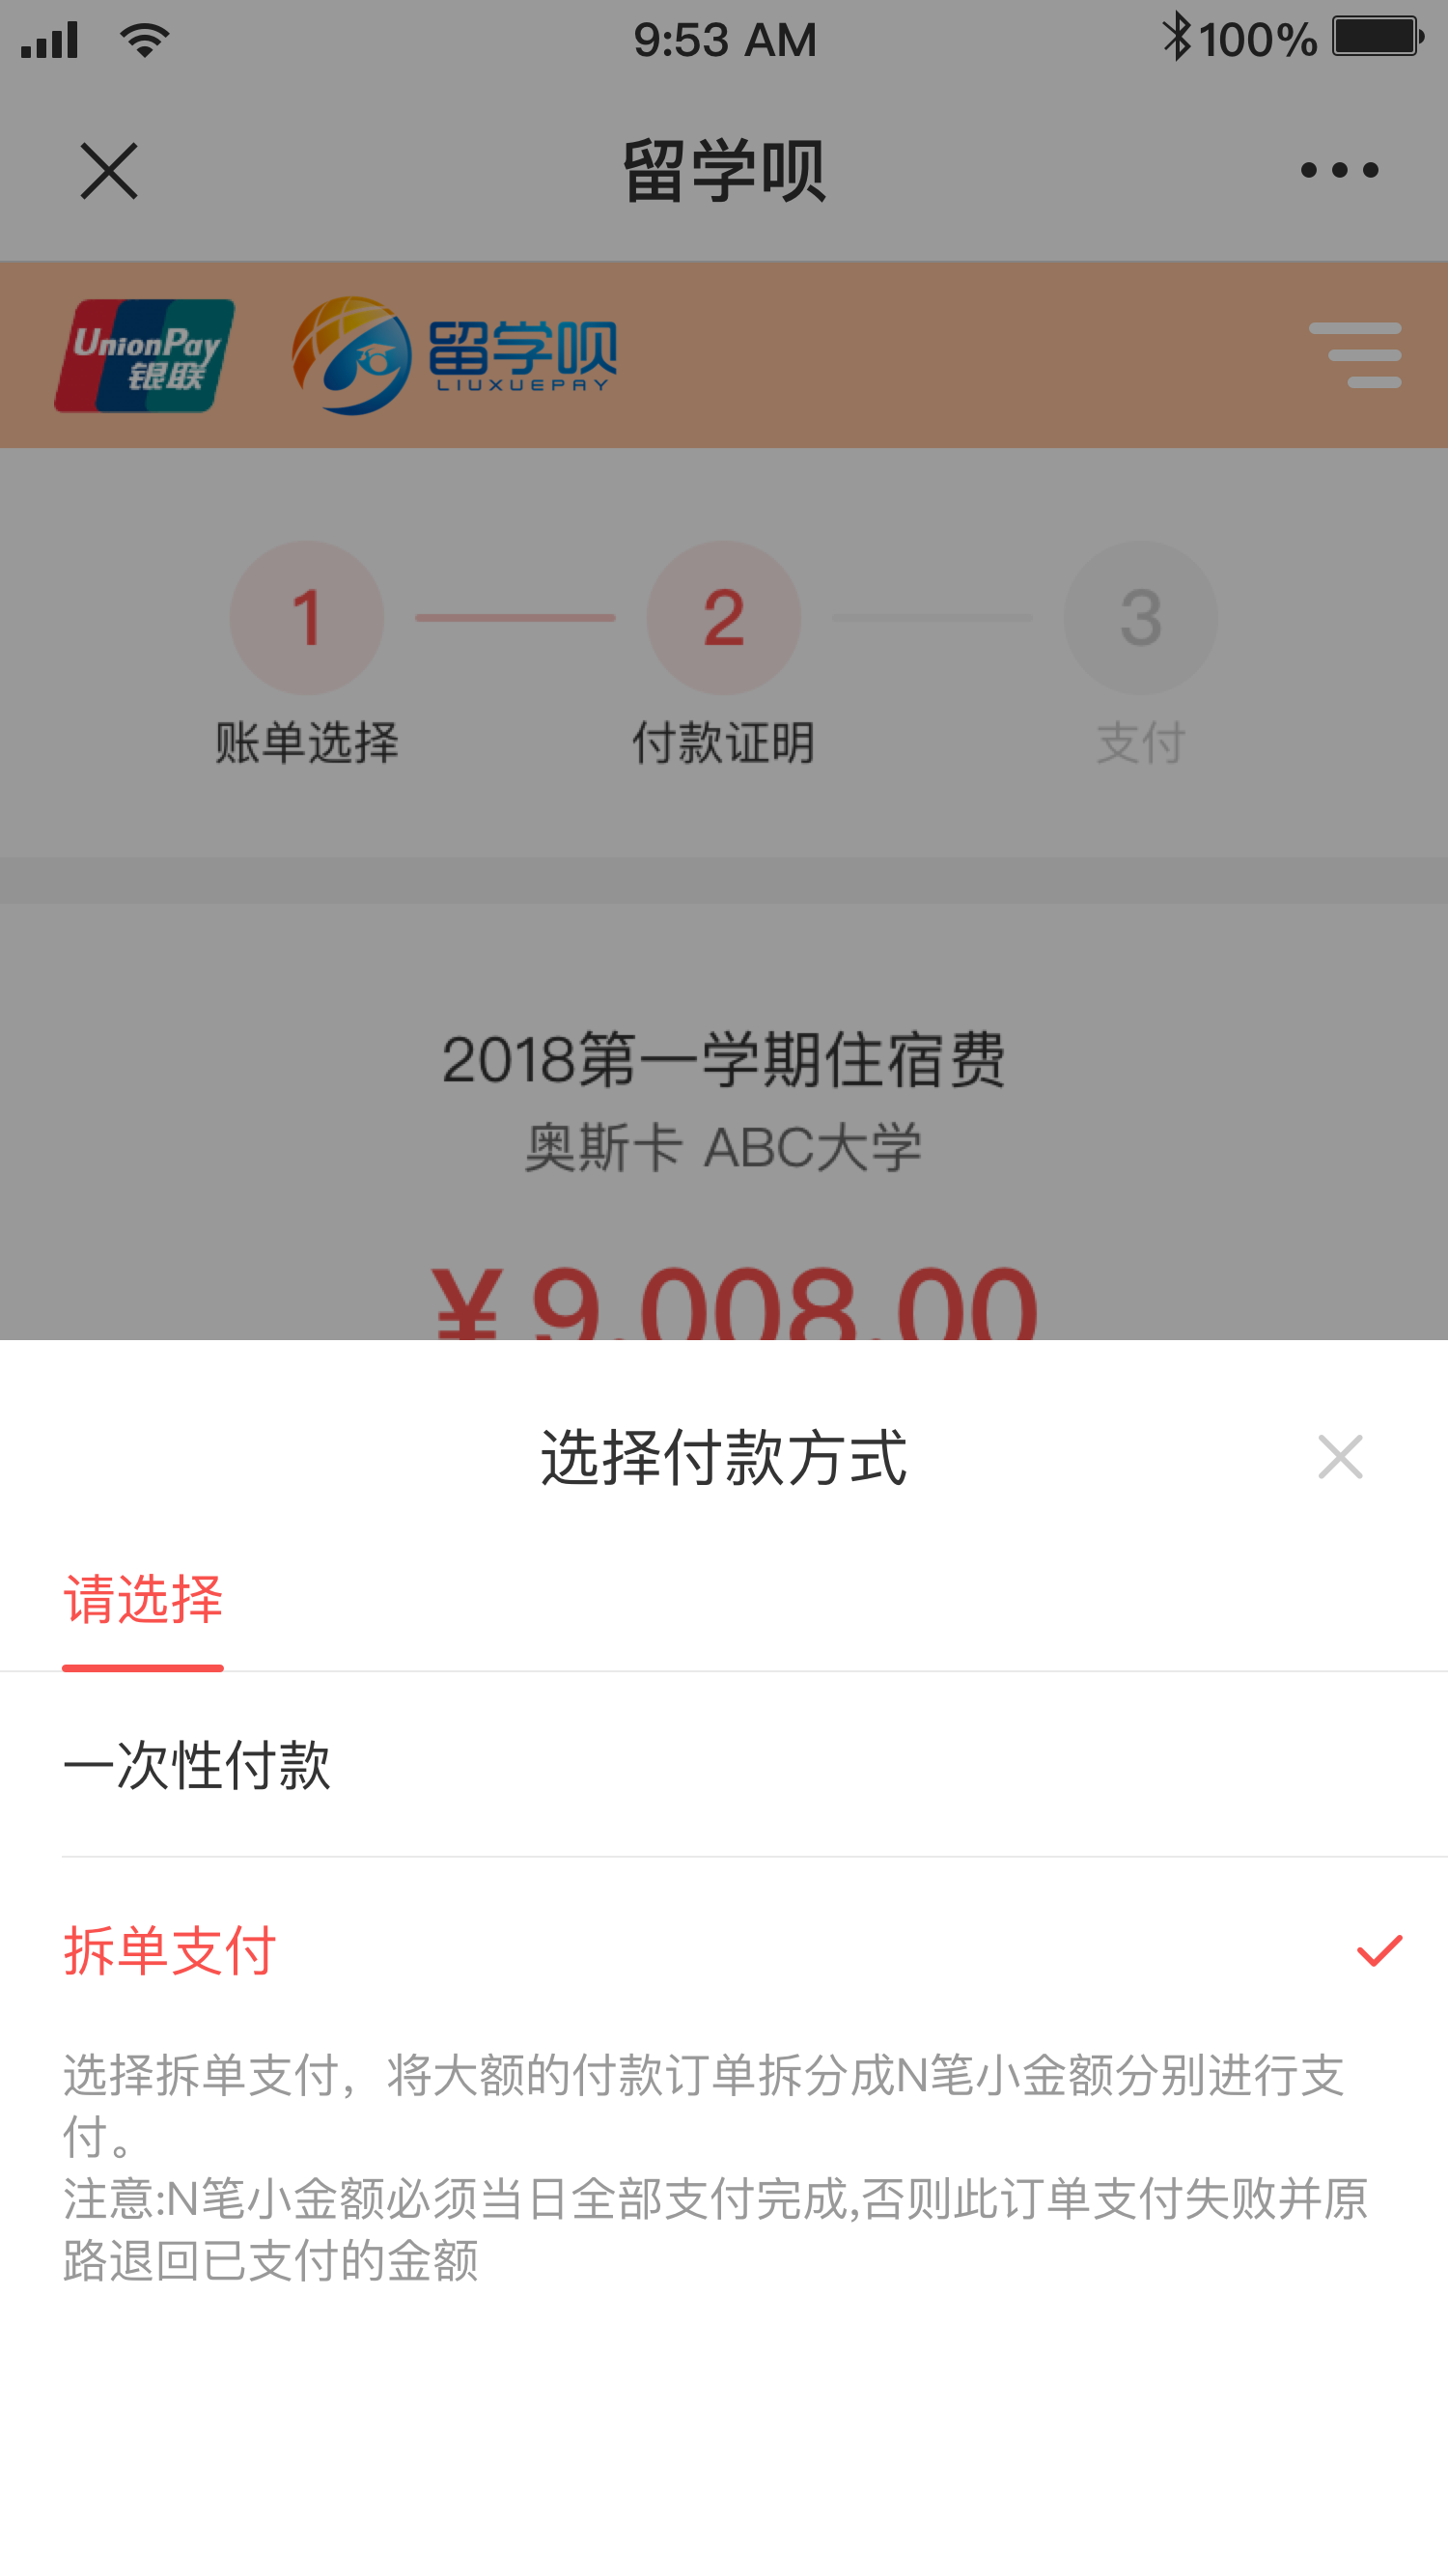 9:53 AM
100%
留学呗
UnionPay
银联
留学呗
LIUXUEPAY
1
2
3
账单选择
付款证明
支付
2018第一学期住宿费
奥斯卡 ABC大学
¥ 9,008.00
选择付款方式
请选择
一次性付款
拆单支付
选择拆单支付，将大额的付款订单拆分成N笔小金额分别进行支
付。
注意:N笔小金额必须当日全部支付完成,否则此订单支付失败并原
路退回已支付的金额